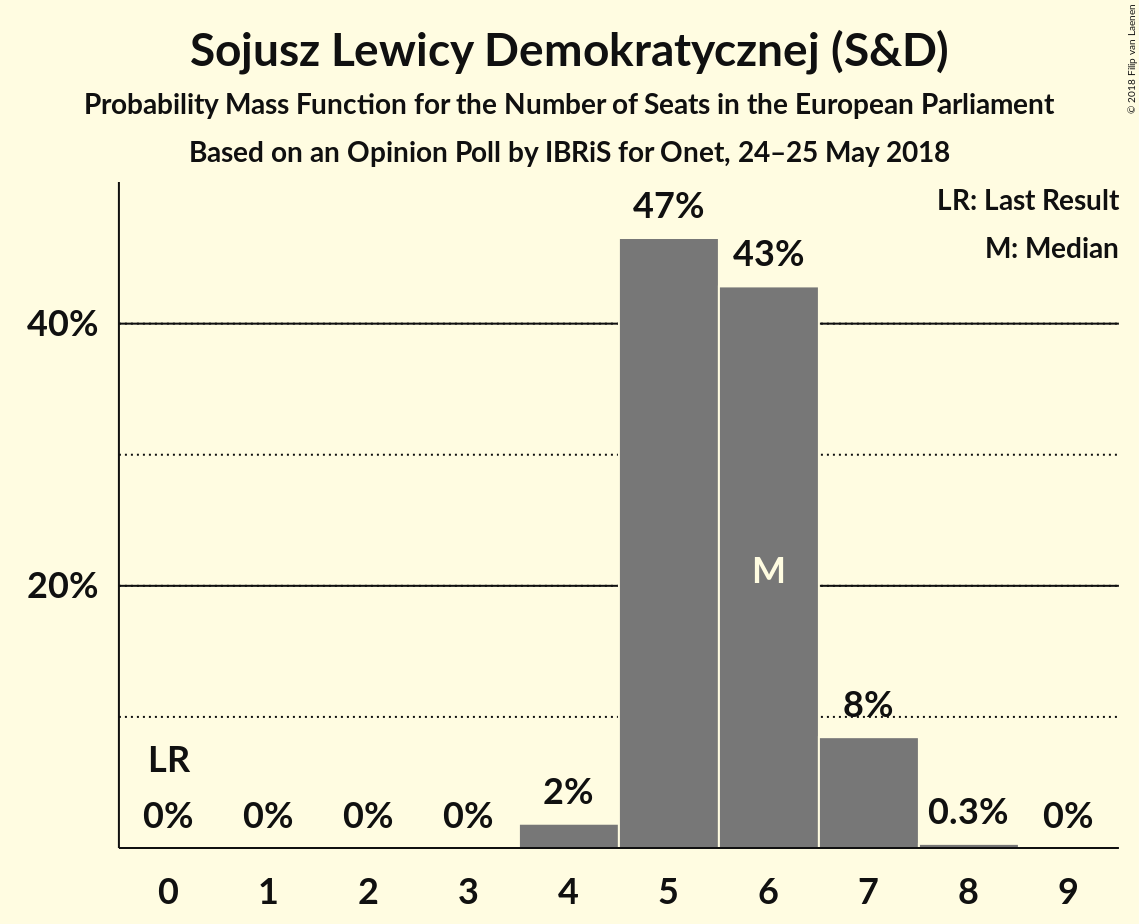 Sojusz Lewicy Demokratycznej (S&D)
Probability Mass Function for the Number of Seats in the European Parliament
Based on an Opinion Poll by IBRiS for Onet, 24–25 May 2018
© 2018 Filip van Laenen
LR: Last Result
M: Median
47%
43%
40%
M
20%
8%
LR
2%
0% 0% 0% 0% 0.3% 0%
0 1 2 3 4 5 6 7 8 9